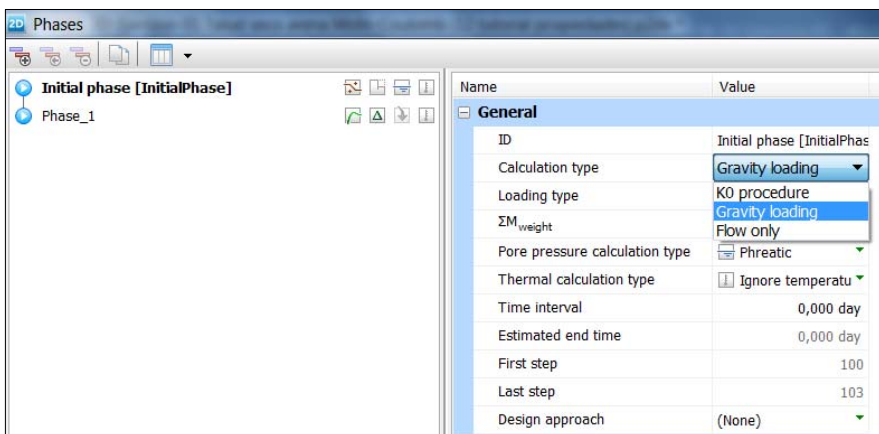 2D Phases
Initial phase [InitialPhase]
Phase_1
Name Value
General
ID Initial phase [InitialPhas
Calculation type Gravity loading
Loading type K0 procedure
Gravity loading
ΣMweight Flow only
Pore pressure calculation type Phreatic
Thermal calculation type Ignore temperatu
Time interval 0,000 day
Estimated end time 0,000 day
First step 100
Last step 103
Design approach (None)